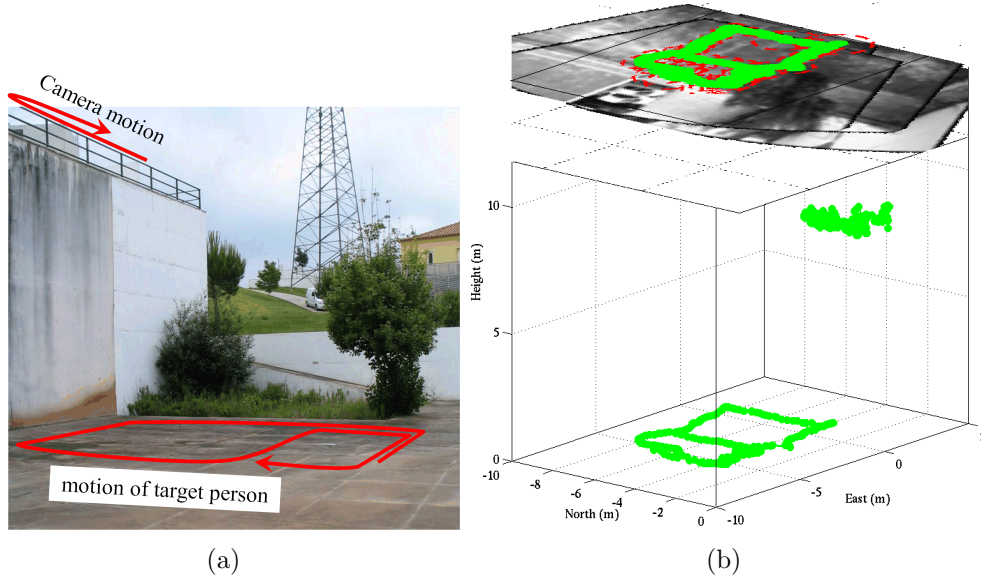 Camera motion
motion of target person
(a)
Height (m)
10
5
0
-10
-8
-6
-4
-2
0
North (m)
-10
-5
0
East (m)
(b)